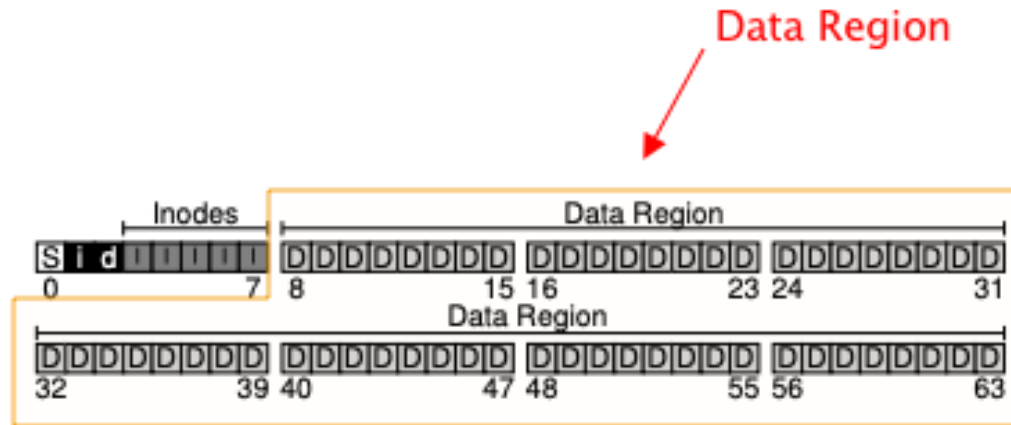 Data Region
Inodes Data Region
S i d I I I I I D D D D D D D D D D D D D D D D D D D D D D D D
0 7 8 15 16 23 24 31
Data Region
D D D D D D D D D D D D D D D D D D D D D D D D D D D D D D D D
32 39 40 47 48 55 56 63